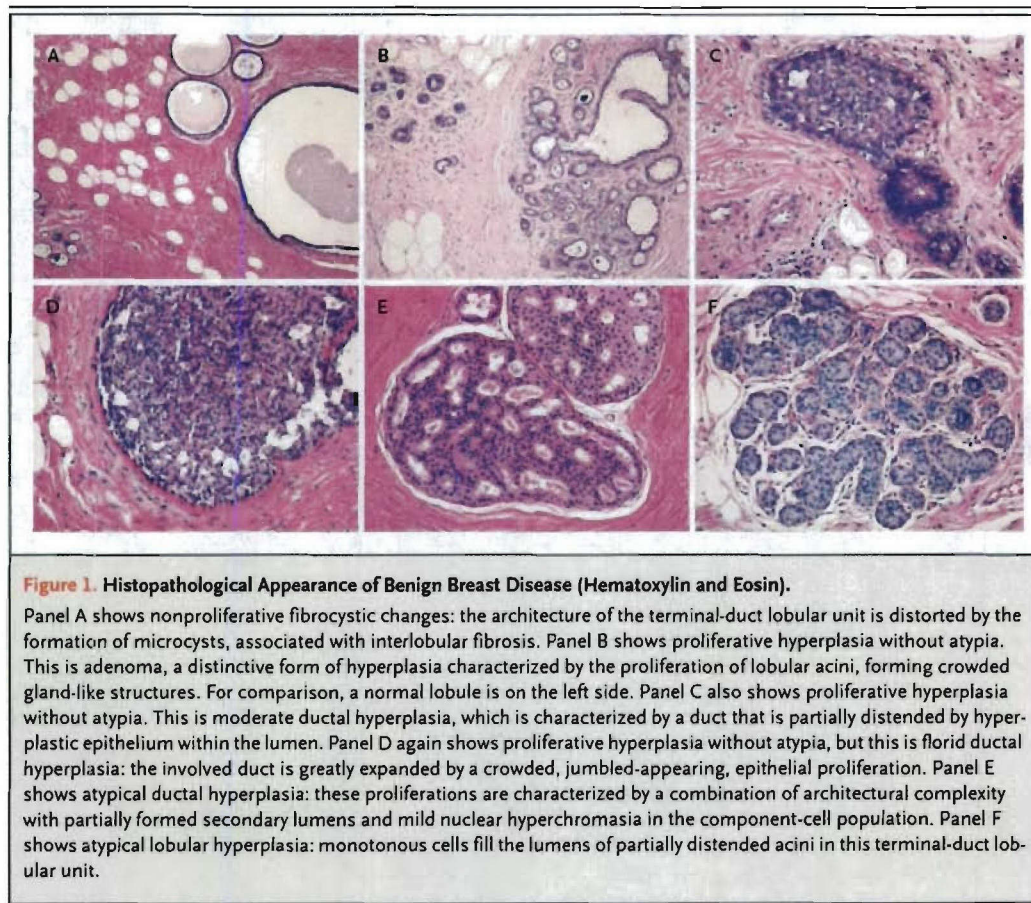 A
B
C
D
E
F
Figure 1. Histopathological Appearance of Benign Breast Disease (Hematoxylin and Eosin).
Panel A shows nonproliferative fibrocystic changes: the architecture of the terminal-duct lobular unit is distorted by the
formation of microcysts, associated with interlobular fibrosis. Panel B shows proliferative hyperplasia without atypia.
This is adenoma, a distinctive form of hyperplasia characterized by the proliferation of lobular acini, forming crowded
gland-like structures. For comparison, a normal lobule is on the left side. Panel C also shows proliferative hyperplasia
without atypia. This is moderate ductal hyperplasia, which is characterized by a duct that is partially distended by hyper-
plastic epithelium within the lumen. Panel D again shows proliferative hyperplasia without atypia, but this is florid ductal
hyperplasia: the involved duct is greatly expanded by a crowded, jumbled-appearing, epithelial proliferation. Panel E
shows atypical ductal hyperplasia: these proliferations are characterized by a combination of architectural complexity
with partially formed secondary lumens and mild nuclear hyperchromasia in the component-cell population. Panel F
shows atypical lobular hyperplasia: monotonous cells fill the lumens of partially distended acini in this terminal-duct lob-
ular unit.